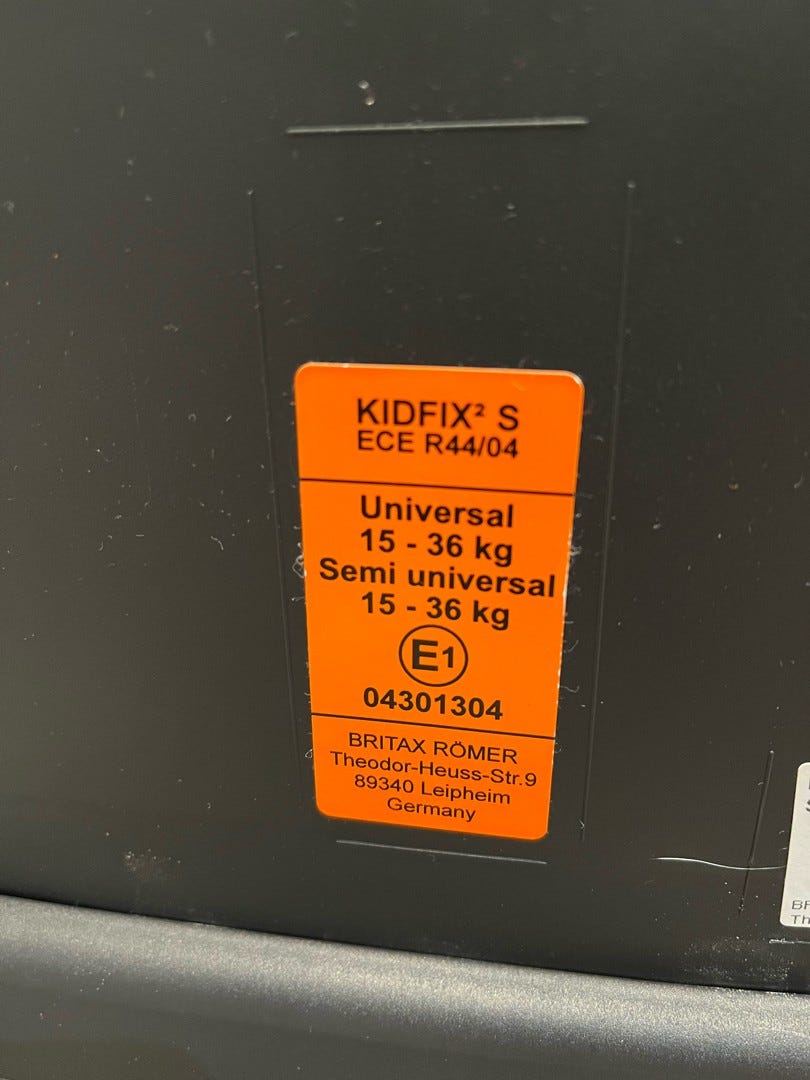 KIDFIX² S
ECE R44/04
Universal
15 - 36 kg
Semi universal
15 - 36 kg
E1
04301304
BRITAX RÖMER
Theodor-Heuss-Str.9
89340 Leipheim
Germany